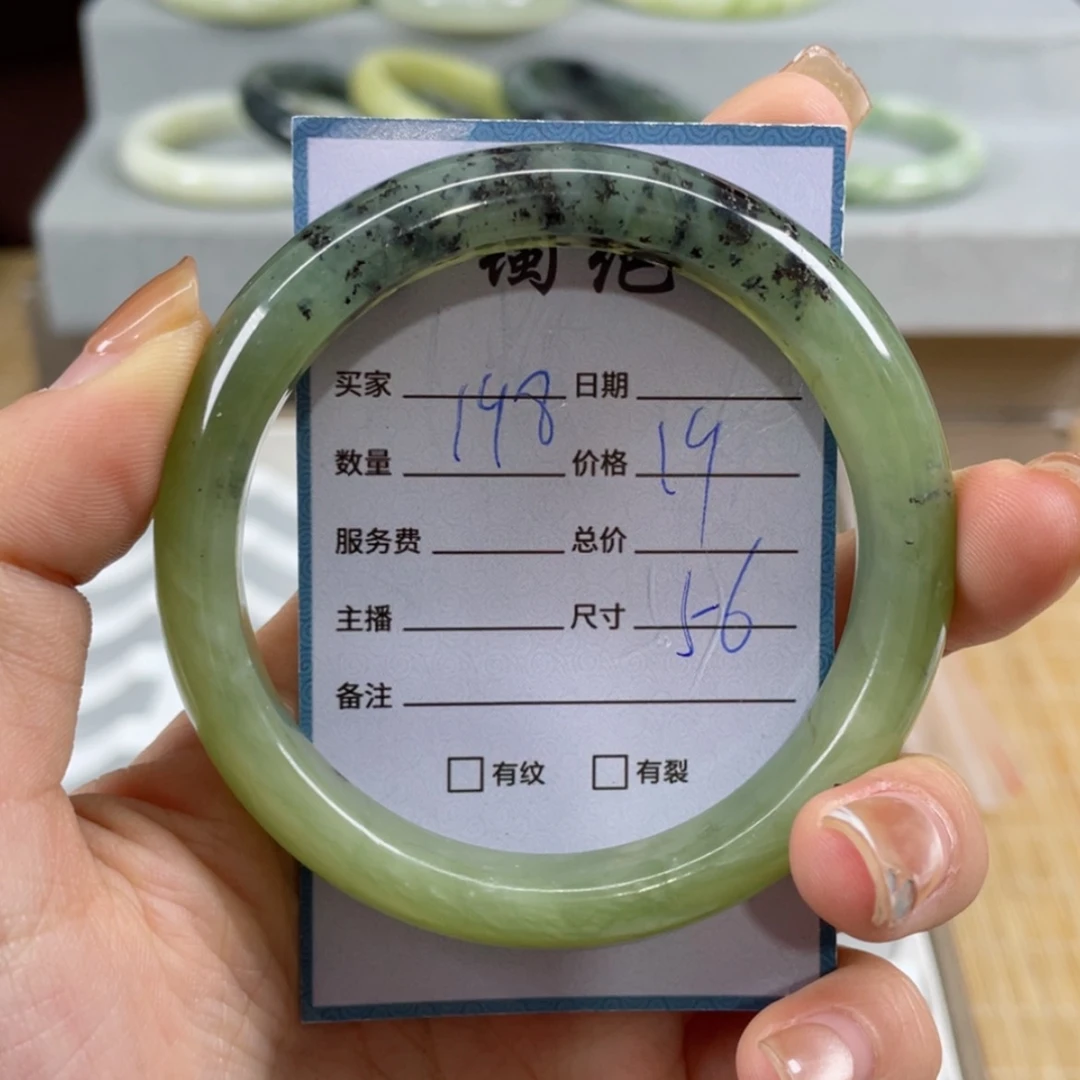 买家 148 日期
数量 价格 19
服务费 总价
主播 尺寸 56
备注
□有纹 □有裂